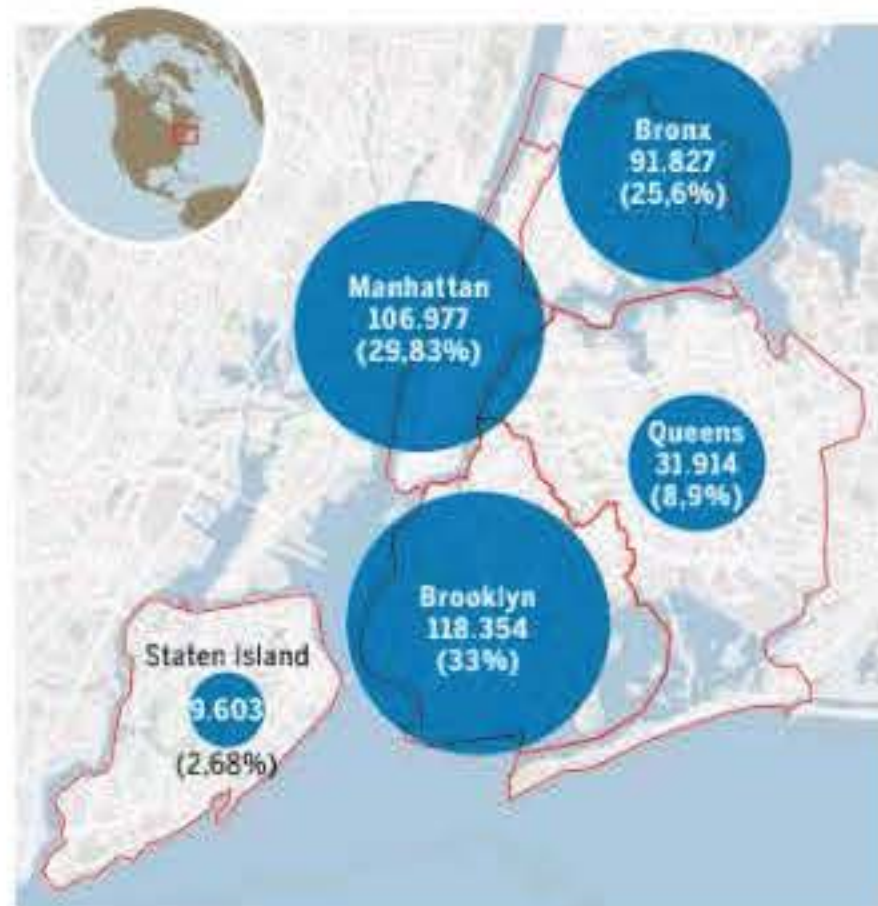 Bronx
91.827
(25,6%)
Manhattan
106.977
(29,83%)
Queens
31.914
(8,9%)
Brooklyn
118.354
(33%)
Staten Island
9.603
(2,68%)